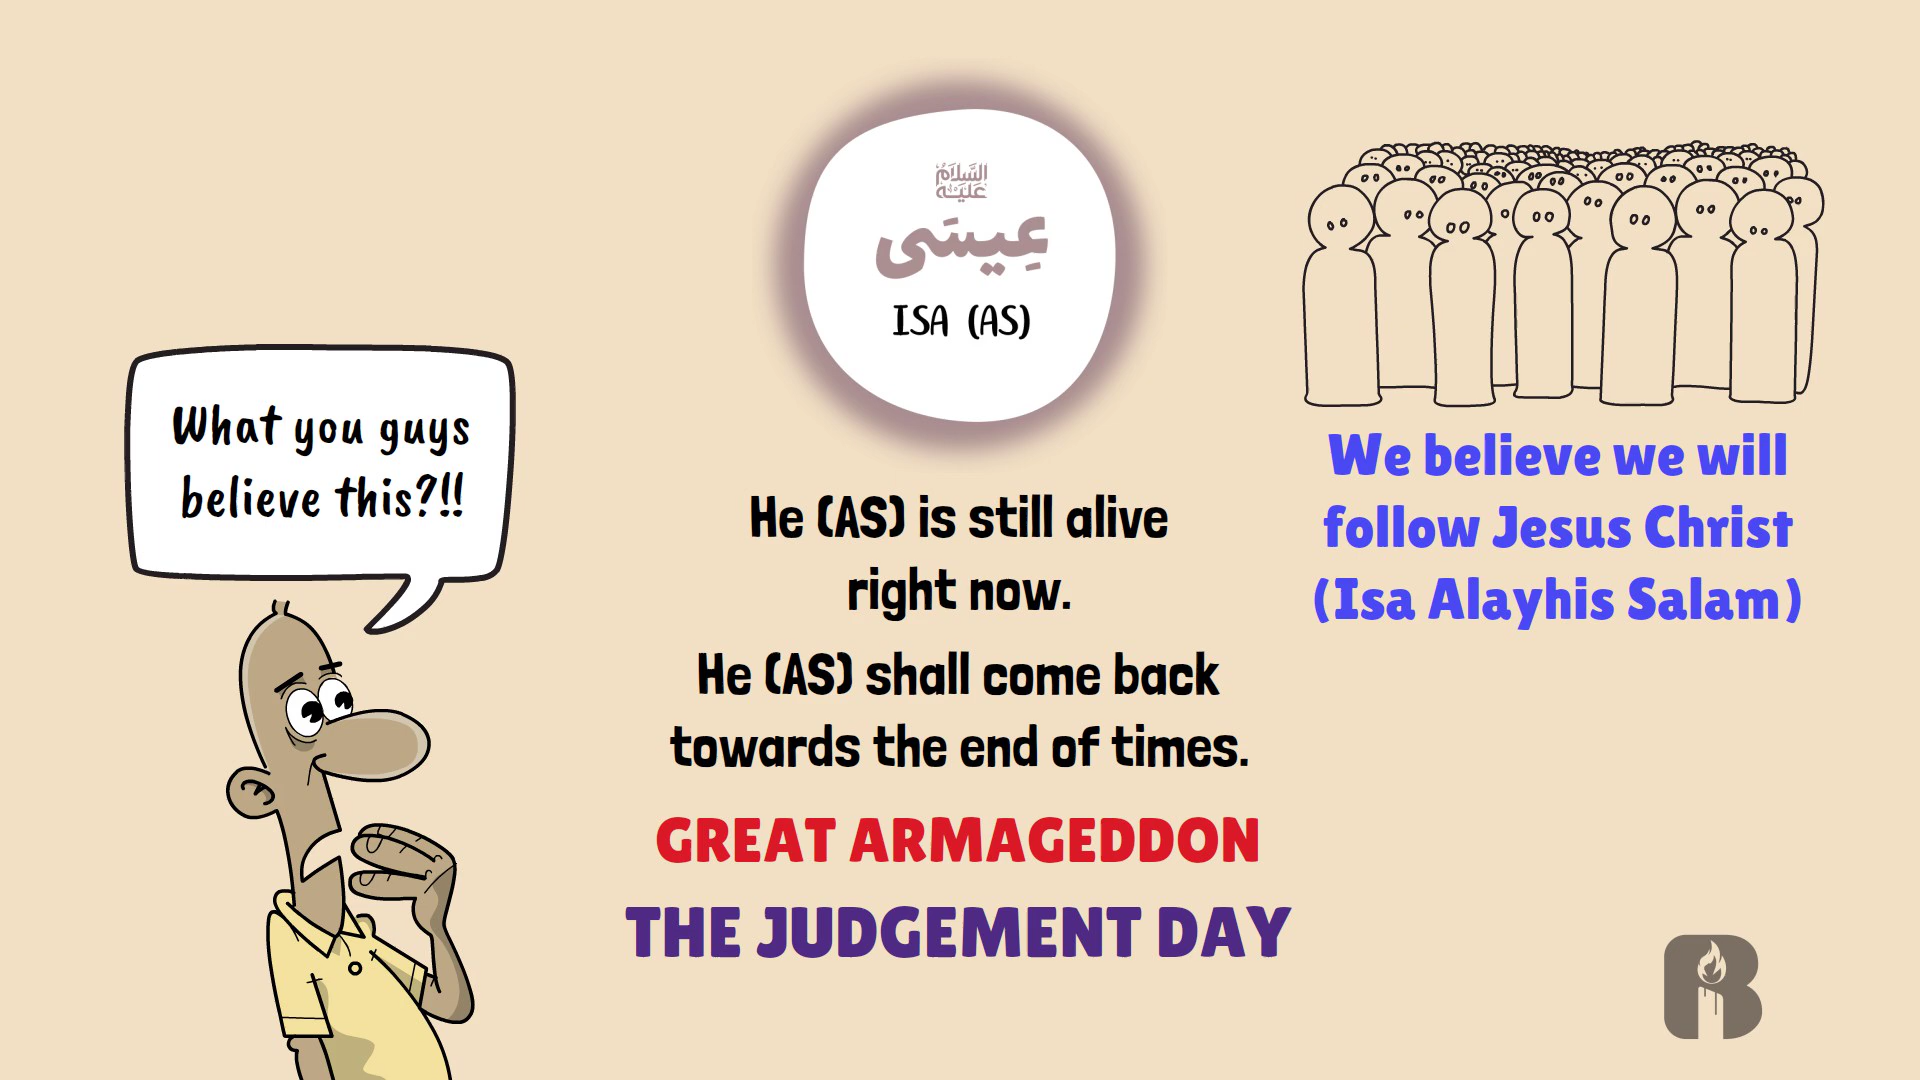 What you guys
believe this?!!
السَّلَامُ
عَلَيْهِ
عِيسَى
ISA (AS)
He (AS) is still alive
right now.
He (AS) shall come back
towards the end of times.
GREAT ARMAGEDDON
THE JUDGEMENT DAY
We believe we will
follow Jesus Christ
(Isa Alayhis Salam)
B